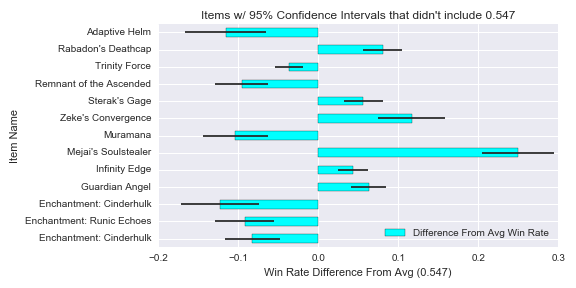 Items w/ 95% Confidence Intervals that didn't include 0.547
Item Name
Adaptive Helm
Rabadon's Deathcap
Trinity Force
Remnant of the Ascended
Sterak's Gage
Zeke's Convergence
Muramana
Mejai's Soulstealer
Infinity Edge
Guardian Angel
Enchantment: Cinderhulk
Enchantment: Runic Echoes
Enchantment: Cinderhulk
Difference From Avg Win Rate
−0.2 −0.1 0.0 0.1 0.2 0.3
Win Rate Difference From Avg (0.547)